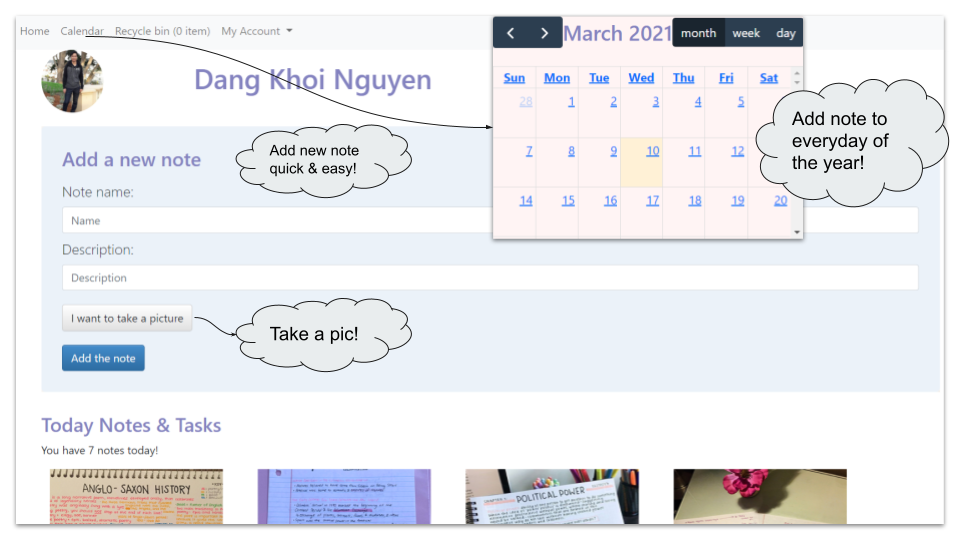 Home Calendar Recycle bin (0 item) My Account
Dang Khoi Nguyen
March 2021 month week day
Sun Mon Tue Wed Thu Fri Sat
28 1 2 3 4 5
7 8 9 10 11 12
14 15 16 17 18 19 20
Add note to
everyday of
the year!
Add a new note
Add new note
quick & easy!
Note name:
Name
Description:
Description
I want to take a picture
Take a pic!
Add the note
Today Notes & Tasks
You have 7 notes today!
ANGLO-SAXON HISTORY
POLITICAL POWER